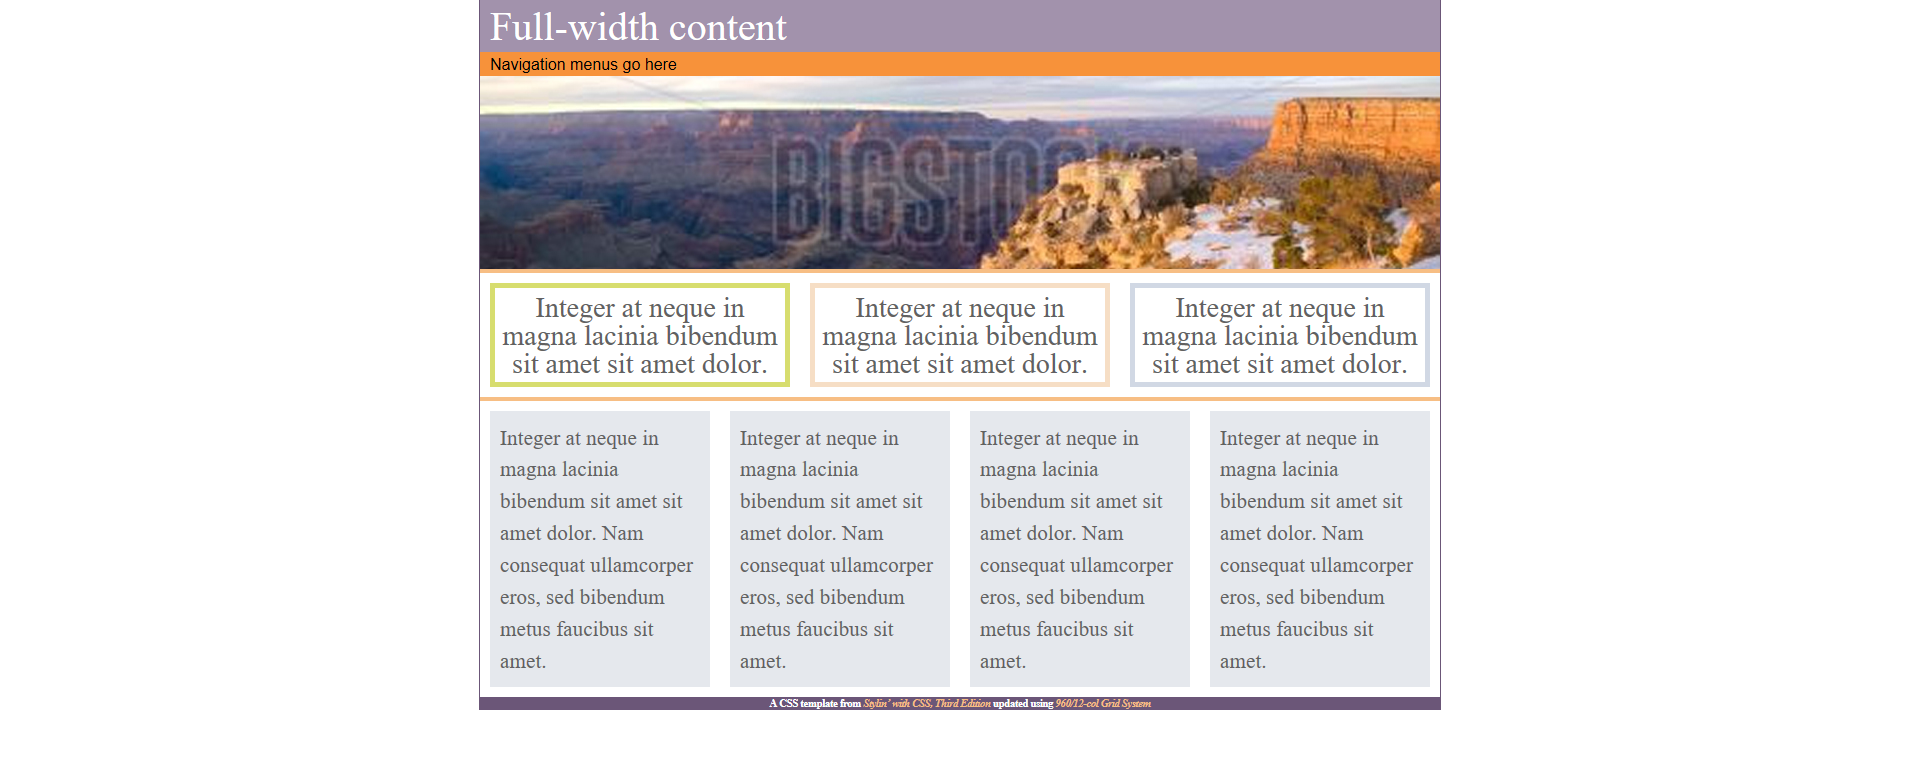 Full-width content
Navigation menus go here
Integer at neque in
magna lacinia bibendum
sit amet sit amet dolor.
Integer at neque in
magna lacinia bibendum
sit amet sit amet dolor.
Integer at neque in
magna lacinia bibendum
sit amet sit amet dolor.
Integer at neque in
magna lacinia
bibendum sit amet sit
amet dolor. Nam
consequat ullamcorper
eros, sed bibendum
metus faucibus sit
amet.
Integer at neque in
magna lacinia
bibendum sit amet sit
amet dolor. Nam
consequat ullamcorper
eros, sed bibendum
metus faucibus sit
amet.
Integer at neque in
magna lacinia
bibendum sit amet sit
amet dolor. Nam
consequat ullamcorper
eros, sed bibendum
metus faucibus sit
amet.
Integer at neque in
magna lacinia
bibendum sit amet sit
amet dolor. Nam
consequat ullamcorper
eros, sed bibendum
metus faucibus sit
amet.
A CSS template from Stylin' with CSS, Third Edition updated using 960/12-col Grid System